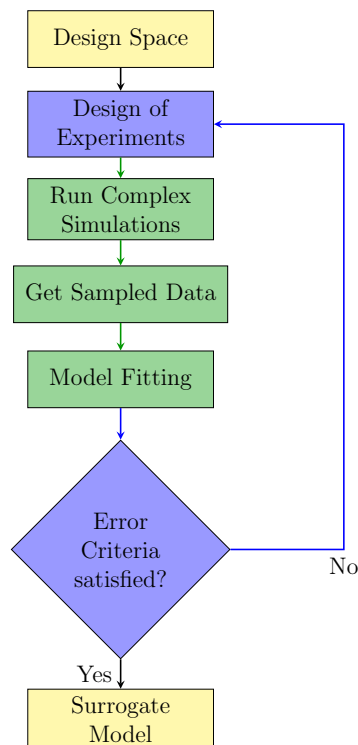 Design Space
Design of
Experiments
Run Complex
Simulations
Get Sampled Data
Model Fitting
Error
Criteria
satisfied?
No
Yes
Surrogate
Model